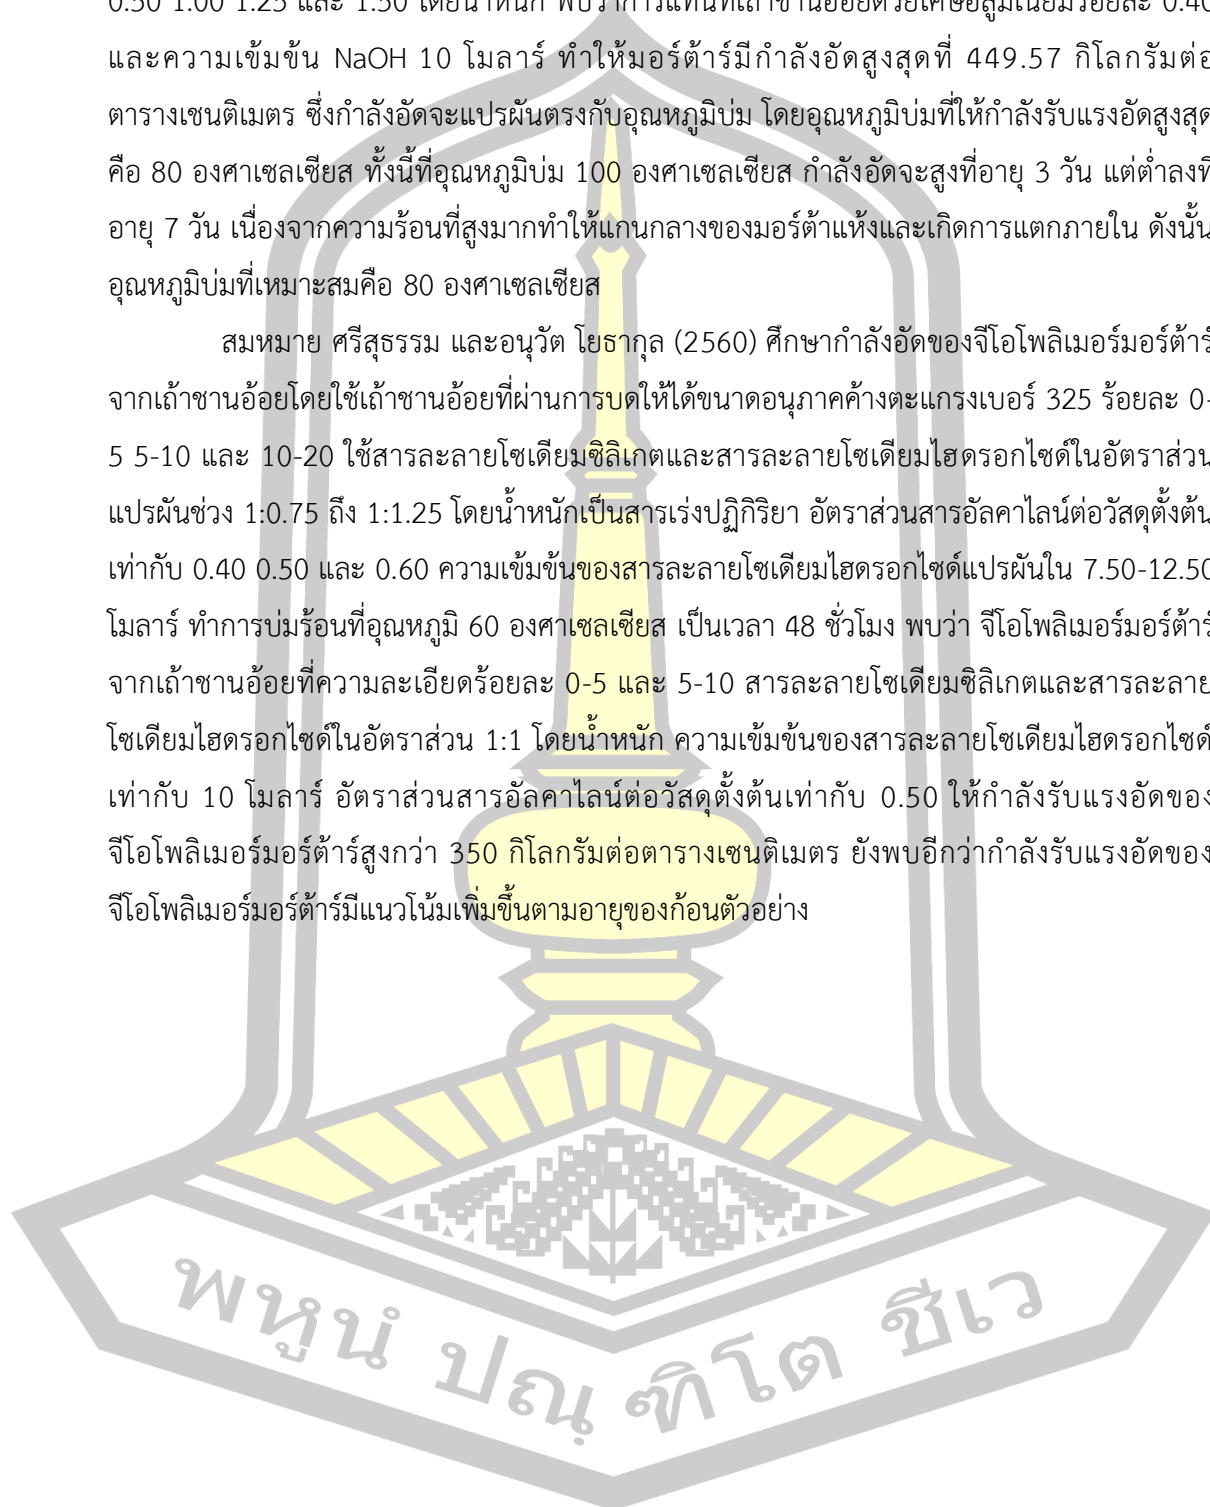 0.50 1.00 1.25 และ 1.50 โดยน้ำหนัก พบว่าการแทนที่เถ้าชานอ้อยด้วยเศษอลูมิเนียมร้อยละ 0.40
และความเข้มข้น NaOH 10 โมลาร์ ทำให้มอร์ต้าร์มีกำลังอัดสูงสุดที่ 449.57 กิโลกรัมต่อ
ตารางเซนติเมตร ซึ่งกำลังอัดจะแปรผันตรงกับอุณหภูมิบ่ม โดยอุณหภูมิบ่มที่ให้กำลังรับแรงอัดสูงสุด
คือ 80 องศาเซลเซียส ทั้งนี้ที่อุณหภูมิบ่ม 100 องศาเซลเซียส กำลังอัดจะสูงที่อายุ 3 วัน แต่ต่ำลงที่
อายุ 7 วัน เนื่องจากความร้อนที่สูงมากทำให้แกนกลางของมอร์ต้าแห้งและเกิดการแตกภายใน ดังนั้น
อุณหภูมิบ่มที่เหมาะสมคือ 80 องศาเซลเซียส
สมหมาย ศรีสุธรรม และอนุวัต โยธากุล (2560) ศึกษากำลังอัดของจีโอโพลิเมอร์มอร์ต้าร์
จากเถ้าชานอ้อยโดยใช้เถ้าชานอ้อยที่ผ่านการบดให้ได้ขนาดอนุภาคค้างตะแกรงเบอร์ 325 ร้อยละ 0-
5 5-10 และ 10-20 ใช้สารละลายโซเดียมซิลิเกตและสารละลายโซเดียมไฮดรอกไซด์ในอัตราส่วน
แปรผันช่วง 1:0.75 ถึง 1:1.25 โดยน้ำหนักเป็นสารเร่งปฏิกิริยา อัตราส่วนสารอัลคาไลน์ต่อวัสดุตั้งต้น
เท่ากับ 0.40 0.50 และ 0.60 ความเข้มข้นของสารละลายโซเดียมไฮดรอกไซด์แปรผันใน 7.50-12.50
โมลาร์ ทำการบ่มร้อนที่อุณหภูมิ 60 องศาเซลเซียส เป็นเวลา 48 ชั่วโมง พบว่า จีโอโพลิเมอร์มอร์ต้าร์
จากเถ้าชานอ้อยที่ความละเอียดร้อยละ 0-5 และ 5-10 สารละลายโซเดียมซิลิเกตและสารละลาย
โซเดียมไฮดรอกไซด์ในอัตราส่วน 1:1 โดยน้ำหนัก ความเข้มข้นของสารละลายโซเดียมไฮดรอกไซด์
เท่ากับ 10 โมลาร์ อัตราส่วนสารอัลคาไลน์ต่อวัสดุตั้งต้นเท่ากับ 0.50 ให้กำลังรับแรงอัดของ
จีโอโพลิเมอร์มอร์ต้าร์สูงกว่า 350 กิโลกรัมต่อตารางเซนติเมตร ยังพบอีกว่ากำลังรับแรงอัดของ
จีโอโพลิเมอร์มอร์ต้าร์มีแนวโน้มเพิ่มขึ้นตามอายุของก้อนตัวอย่าง
พหูนํ ปณฺฑิโต ชีเว